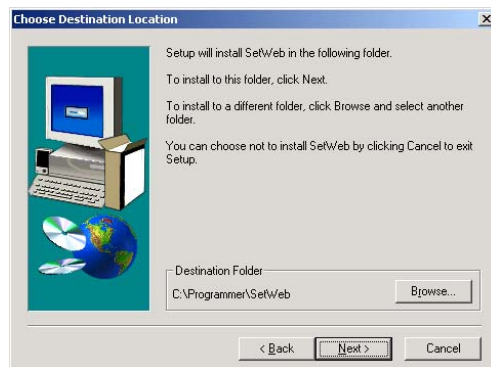 Choose Destination Location
Setup will install SetWeb in the following folder.
To install to this folder, click Next.
To install to a different folder, click Browse and select another
folder.
You can choose not to install SetWeb by clicking Cancel to exit
Setup.
Destination Folder
C:\Programmer\SetWeb
Browse...
< Back
Next >
Cancel